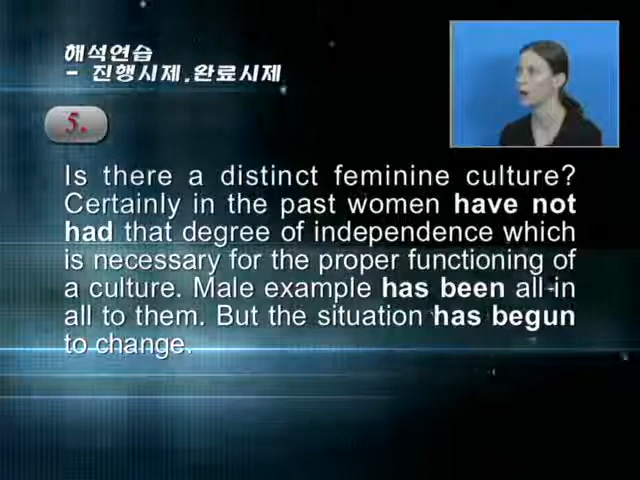 해석연습
- 진행시제,완료시제
5.
Is there a distinct feminine culture?
Certainly in the past women have not
had that degree of independence which
is necessary for the proper functioning of
a culture. Male example has been all in
all to them. But the situation has begun
to change.